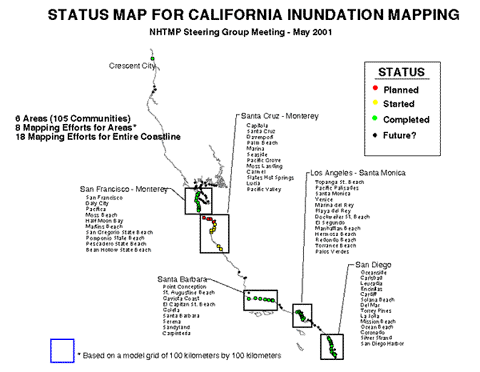 STATUS MAP FOR CALIFORNIA INUNDATION MAPPING
NHTMP Steering Group Meeting - May 2001
Crescent City
STATUS
Planned
Started
Completed
Future?
6 Areas (105 Communities)
8 Mapping Efforts for Areas*
18 Mapping Efforts for Entire Coastline
Santa Cruz - Monterey
Capitola
Santa Cruz
Davenport
Palo Beach
Marina
Seaside
Pacific Grove
Moss Landing
Carmel
Slates Hot Springs
Lucia
Pacific Valley
San Francisco - Monterey
San Francisco
Daly City
Pacifica
Moss Beach
Half Moon Bay
Martins Beach
San Gregorio State Beach
Pomponio State Beach
Pescadero State Beach
Bean Hollow State Beach
Los Angeles - Santa Monica
Topanga St. Beach
Pacific Palisades
Santa Monica
Venice
Marina del Rey
Playa del Rey
Dockweiler St. Beach
El Segundo
Manhattan Beach
Hermosa Beach
Redondo Beach
Torrance Beach
Palos Verdes
Santa Barbara
Point Conception
St. Augustine Beach
Gaviota Coast
El Capitan St. Beach
Goleta
Santa Barbara
Serena
Sandyland
Carpinteria
San Diego
Oceanside
Carlsbad
Leucadia
Encinitas
Cardiff
Solana Beach
Del Mar
Torrey Pines
La Jolla
Mission Beach
Ocean Beach
Coronado
Silver Strand
San Diego Harbor
* Based on a model grid of 100 kilometers by 100 kilometers